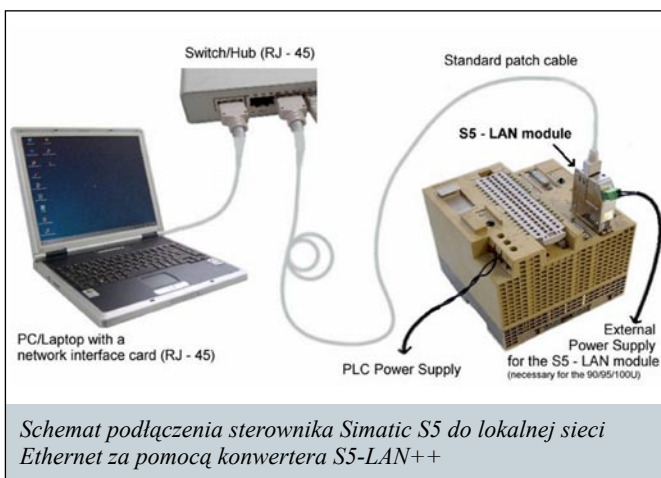 Switch/Hub (RJ - 45)
Standard patch cable
S5 - LAN module
PC/Laptop with a
network interface card (RJ - 45)
PLC Power Supply
External
Power Supply
for the S5 - LAN module
(necessary for the 90/95/100U)
Schemat podłączenia sterownika Simatic S5 do lokalnej sieci
Ethernet za pomocą konwertera S5-LAN++